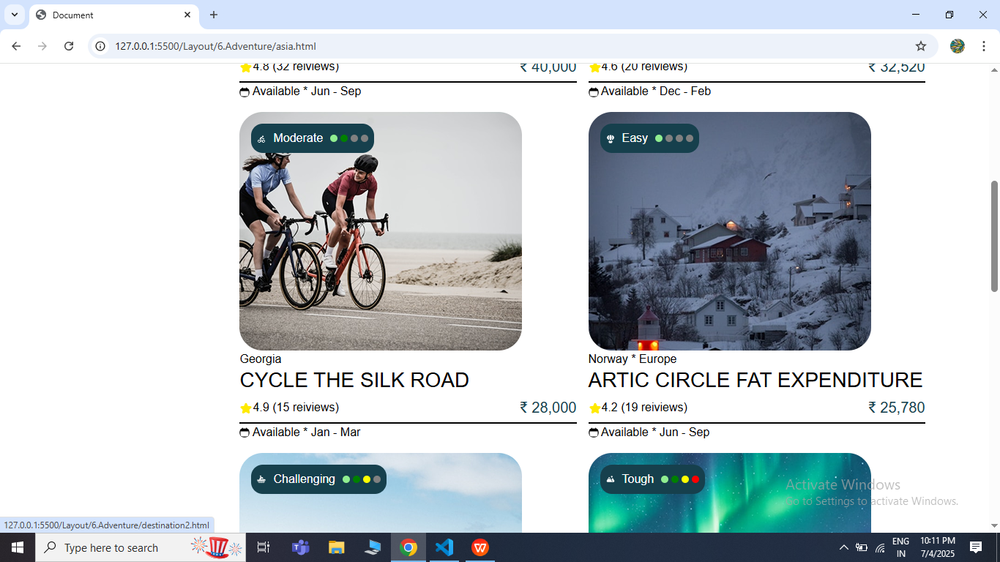 Document
127.0.0.1:5500/Layout/6.Adventure/asia.html
4.8 (32 reiviews) ₹ 40,000
4.6 (20 reiviews) ₹ 32,520
Available * Jun - Sep
Available * Dec - Feb
Moderate
Easy
Georgia
Norway * Europe
CYCLE THE SILK ROAD
ARTIC CIRCLE FAT EXPENDITURE
4.9 (15 reiviews) ₹ 28,000
4.2 (19 reiviews) ₹ 25,780
Available * Jan - Mar
Available * Jun - Sep
Challenging
Tough
Activate Windows
Go to Settings to activate Windows.
127.0.0.1:5500/Layout/6.Adventure/destination2.html
Type here to search
ENG
IN
10:11 PM
7/4/2025